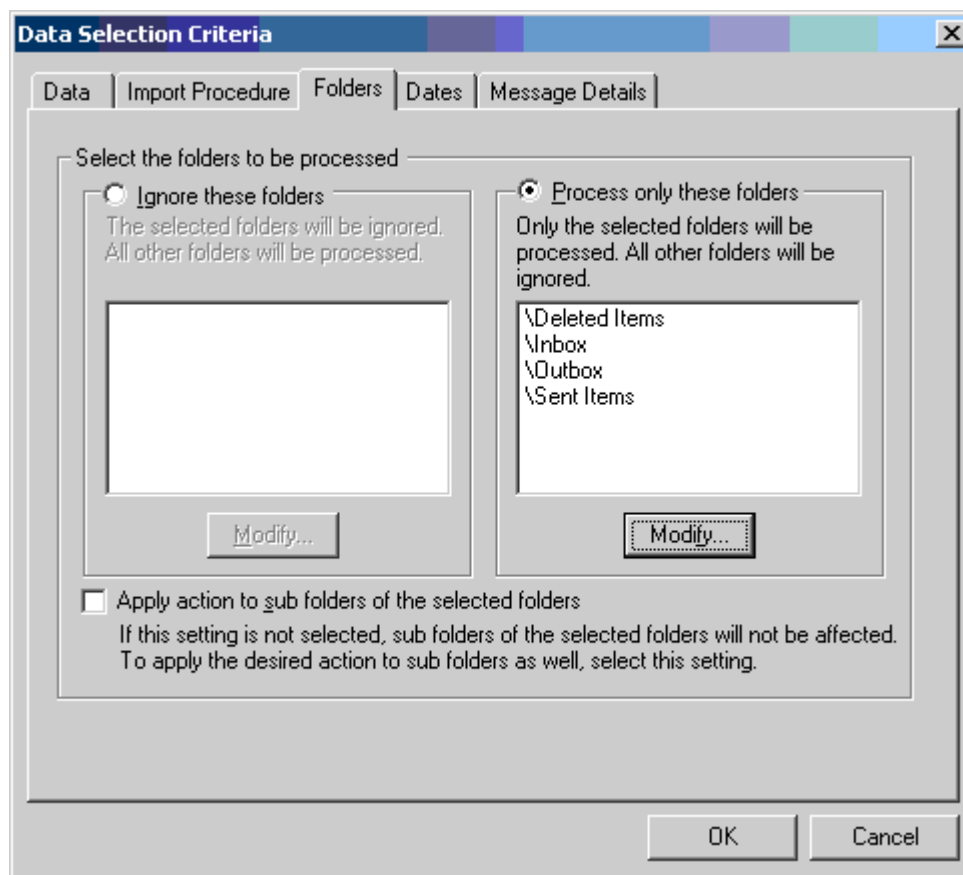 Data Selection Criteria
Data
Import Procedure
Folders
Dates
Message Details
Select the folders to be processed
Ignore these folders
The selected folders will be ignored.
All other folders will be processed.
Modify...
Process only these folders
Only the selected folders will be
processed. All other folders will be
ignored.
\Deleted Items
\Inbox
\Outbox
\Sent Items
Modify...
Apply action to sub folders of the selected folders
If this setting is not selected, sub folders of the selected folders will not be affected.
To apply the desired action to sub folders as well, select this setting.
OK
Cancel